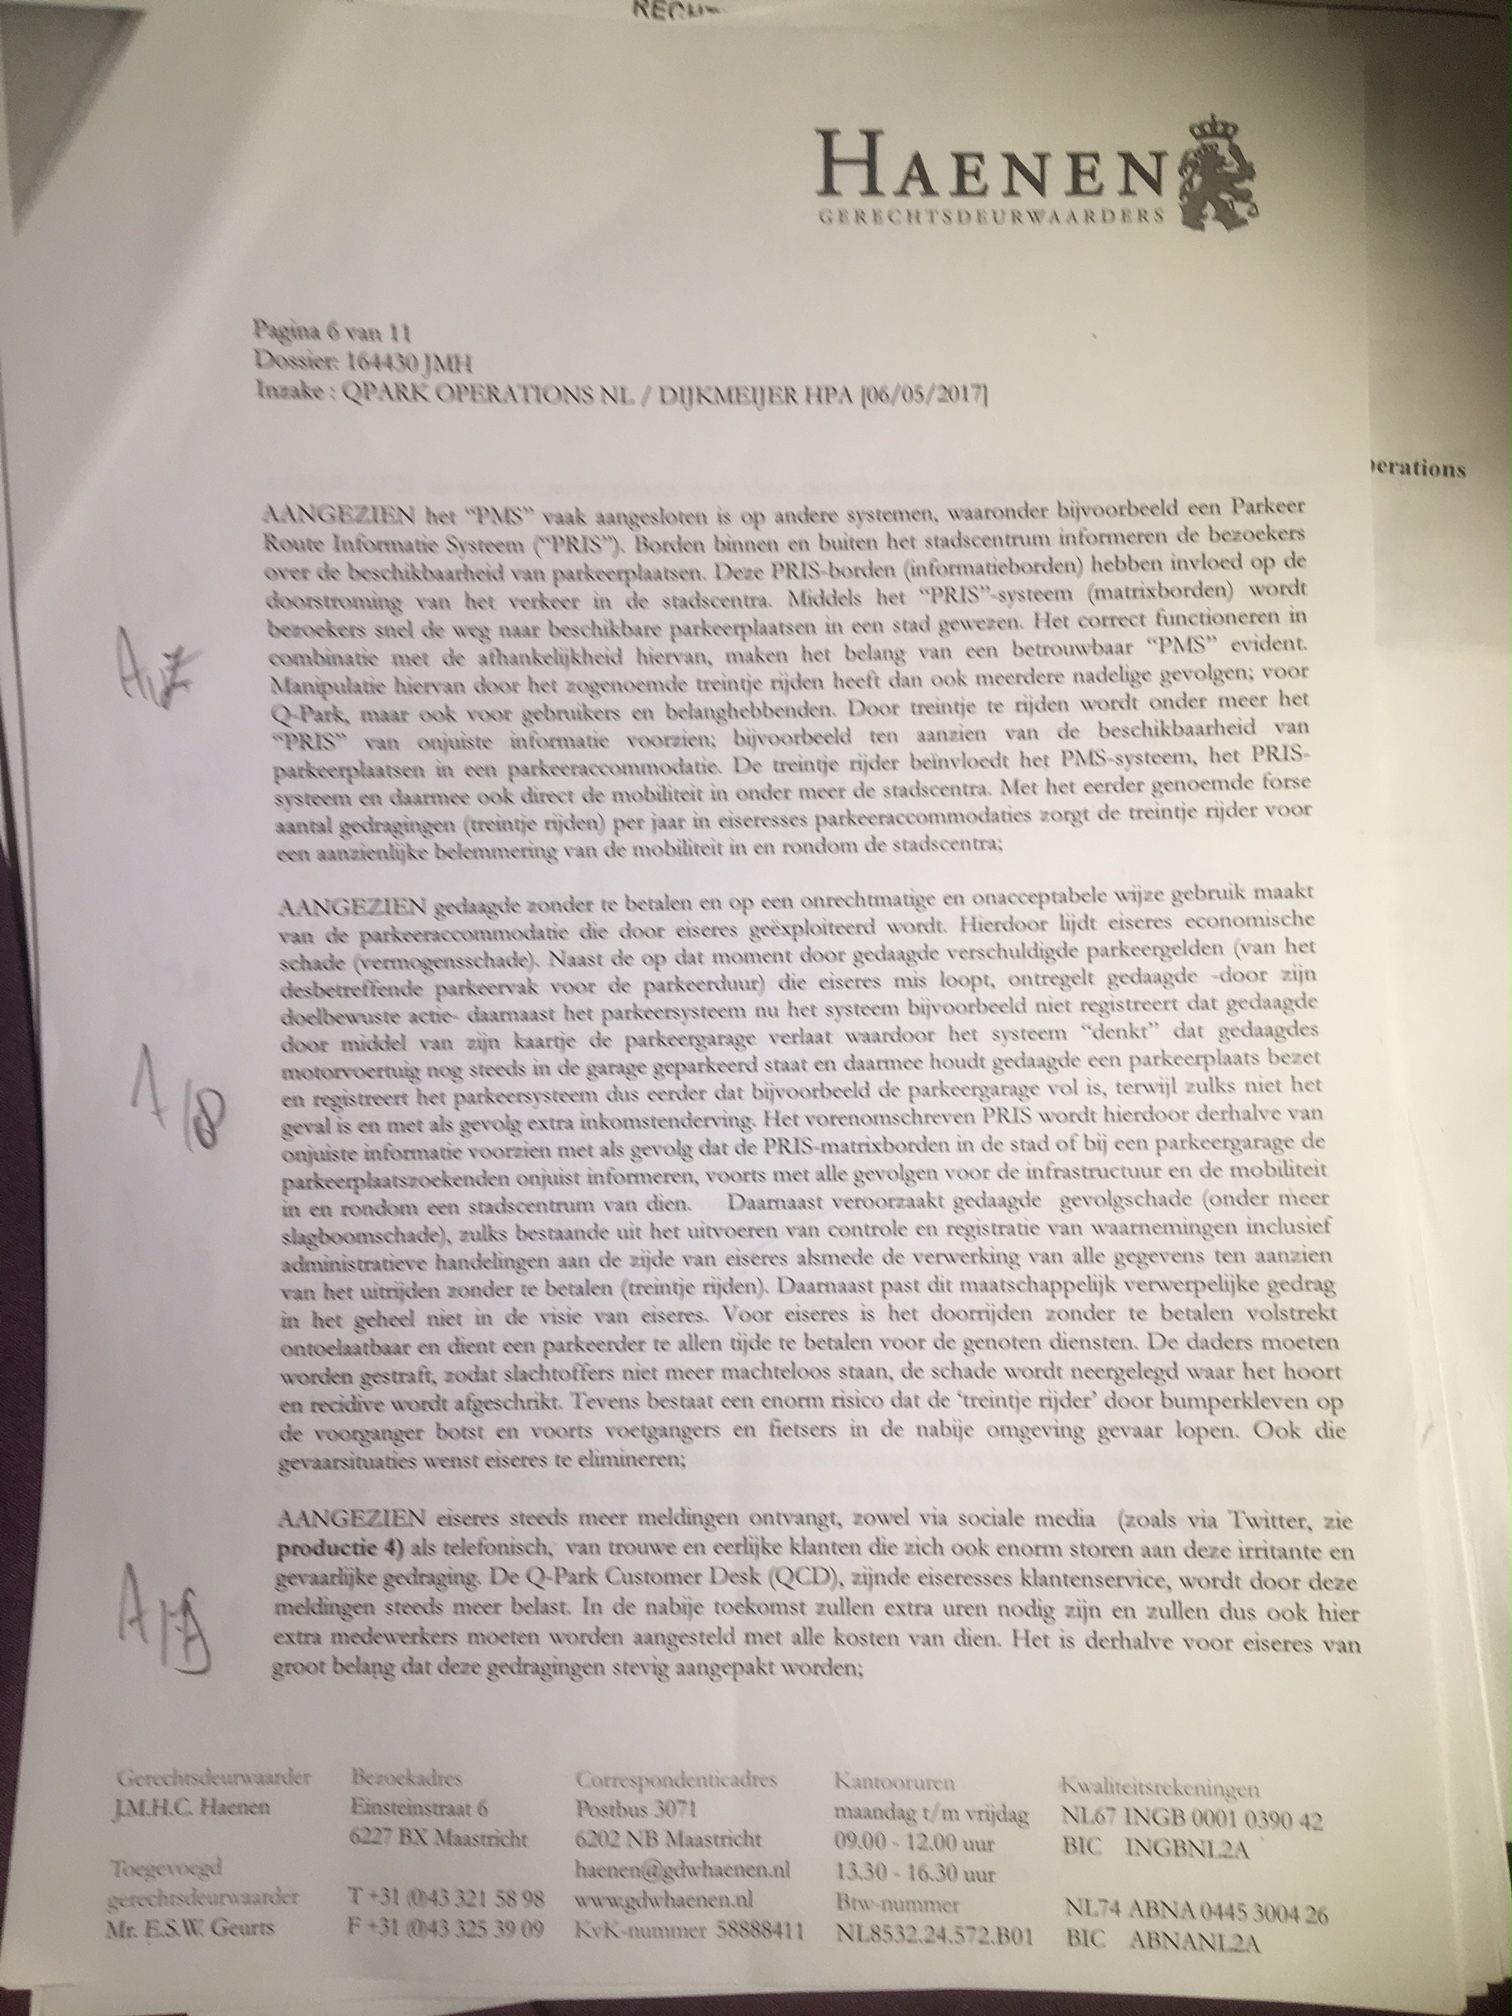 HAENEN
GERECHTSDEURWAARDERS
Pagina 6 van 11
Dossier: 164430 JMH
Inzake : QPARK OPERATIONS NL / DIJKMEIJER HPA [06/05/2017]
perations
AANGEZIEN het “PMS” vaak aangesloten is op andere systemen, waaronder bijvoorbeeld een Parkeer
Route Informatie Systeem (“PRIS”). Borden binnen en buiten het stadscentrum informeren de bezoekers
over de beschikbaarheid van parkeerplaatsen. Deze PRIS-borden (informatieborden) hebben invloed op de
doorstroming van het verkeer in de stadscentra. Middels het “PRIS”-systeem (matrixborden) wordt
bezoekers snel de weg naar beschikbare parkeerplaatsen in een stad gewezen. Het correct functioneren in
combinatie met de afhankelijkheid hiervan, maken het belang van een betrouwbaar “PMS” evident.
Manipulatie hiervan door het zogenoemde treintje rijden heeft dan ook meerdere nadelige gevolgen; voor
Q-Park, maar ook voor gebruikers en belanghebbenden. Door treintje te rijden wordt onder meer het
“PRIS” van onjuiste informatie voorzien; bijvoorbeeld ten aanzien van de beschikbaarheid van
parkeerplaatsen in een parkeeraccommodatie. De treintje rijder beïnvloedt het PMS-systeem, het PRIS-
systeem en daarmee ook direct de mobiliteit in onder meer de stadscentra. Met het eerder genoemde forse
aantal gedragingen (treintje rijden) per jaar in eiseresses parkeeraccommodaties zorgt de treintje rijder voor
een aanzienlijke belemmering van de mobiliteit in en rondom de stadscentra;
AANGEZIEN gedaagde zonder te betalen en op een onrechtmatige en onacceptabele wijze gebruik maakt
van de parkeeraccommodatie die door eiseres geëxploiteerd wordt. Hierdoor lijdt eiseres economische
schade (vermogensschade). Naast de op dat moment door gedaagde verschuldigde parkeergelden (van het
desbetreffende parkeervak voor de parkeerduur) die eiseres mis loopt, ontregelt gedaagde -door zijn
doelbewuste actie- daarnaast het parkeersysteem nu het systeem bijvoorbeeld niet registreert dat gedaagde
door middel van zijn kaartje de parkeergarage verlaat waardoor het systeem “denkt” dat gedaagdes
motorvoertuig nog steeds in de garage geparkeerd staat en daarmee houdt gedaagde een parkeerplaats bezet
en registreert het parkeersysteem dus eerder dat bijvoorbeeld de parkeergarage vol is, terwijl zulks niet het
geval is en met als gevolg extra inkomstenderving. Het vorenomschreven PRIS wordt hierdoor derhalve van
onjuiste informatie voorzien met als gevolg dat de PRIS-matrixborden in de stad of bij een parkeergarage de
parkeerplaatszoekenden onjuist informeren, voorts met alle gevolgen voor de infrastructuur en de mobiliteit
in en rondom een stadscentrum van dien. Daarnaast veroorzaakt gedaagde gevolgschade (onder meer
slagboomschade), zulks bestaande uit het uitvoeren van controle en registratie van waarnemingen inclusief
administratieve handelingen aan de zijde van eiseres alsmede de verwerking van alle gegevens ten aanzien
van het uitrijden zonder te betalen (treintje rijden). Daarnaast past dit maatschappelijk verwerpelijke gedrag
in het geheel niet in de visie van eiseres. Voor eiseres is het doorrijden zonder te betalen volstrekt
ontoelaatbaar en dient een parkeerder te allen tijde te betalen voor de genoten diensten. De daders moeten
worden gestraft, zodat slachtoffers niet meer machteloos staan, de schade wordt neergelegd waar het hoort
en recidive wordt afgeschrikt. Tevens bestaat een enorm risico dat de ‘treintje rijder’ door bumperkleven op
de voorganger botst en voorts voetgangers en fietsers in de nabije omgeving gevaar lopen. Ook die
gevaarsituaties wenst eiseres te elimineren;
AANGEZIEN eiseres steeds meer meldingen ontvangt, zowel via sociale media (zoals via Twitter, zie
productie 4) als telefonisch, van trouwe en eerlijke klanten die zich ook enorm storen aan deze irritante en
gevaarlijke gedraging. De Q-Park Customer Desk (QCD), zijnde eiseresses klantenservice, wordt door deze
meldingen steeds meer belast. In de nabije toekomst zullen extra uren nodig zijn en zullen dus ook hier
extra medewerkers moeten worden aangesteld met alle kosten van dien. Het is derhalve voor eiseres van
groot belang dat deze gedragingen stevig aangepakt worden;
Gerechtsdeurwaarder
J.M.H.C. Haenen
Toegevoegd
gerechtsdeurwaarder
Mr. E.S.W. Geurts
Bezoekadres
Einsteinstraat 6
6227 BX Maastricht
T +31 (0)43 321 58 98
F +31 (0)43 325 39 09
Correspondentieadres
Postbus 3071
6202 NB Maastricht
haenen@gdwhaenen.nl
www.gdwhaenen.nl
KvK-nummer 58888411
Kantooruren
maandag t/m vrijdag
09.00 - 12.00 uur
13.30 - 16.30 uur
Btw-nummer
NL8532.24.572.B01
Kwaliteitsrekeningen
NL67 INGB 0001 0390 42
BIC INGBNL2A
NL74 ABNA 0445 3004 26
BIC ABNANL2A